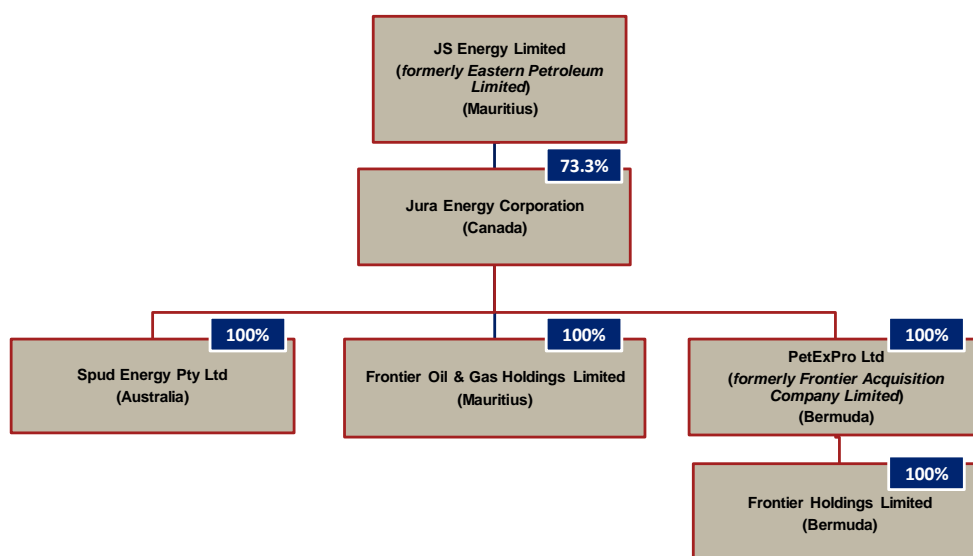 JS Energy Limited
(formerly Eastern Petroleum
Limited)
(Mauritius)
73.3%
Jura Energy Corporation
(Canada)
100%
Spud Energy Pty Ltd
(Australia)
100%
Frontier Oil & Gas Holdings Limited
(Mauritius)
100%
PetExPro Ltd
(formerly Frontier Acquisition
Company Limited)
(Bermuda)
100%
Frontier Holdings Limited
(Bermuda)